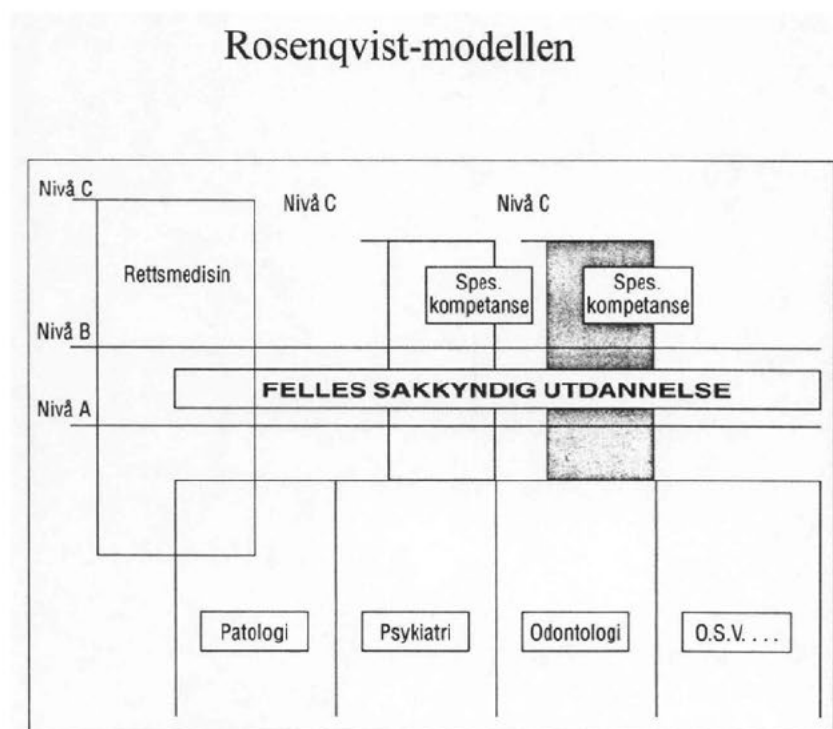 Rosenqvist-modellen
Nivå C
Nivå C
Nivå C
Rettsmedisin
Spes.
kompetanse
Spes.
kompetanse
Nivå B
FELLES SAKKYNDIG UTDANNELSE
Nivå A
Patologi
Psykiatri
Odontologi
O.S.V. . . .